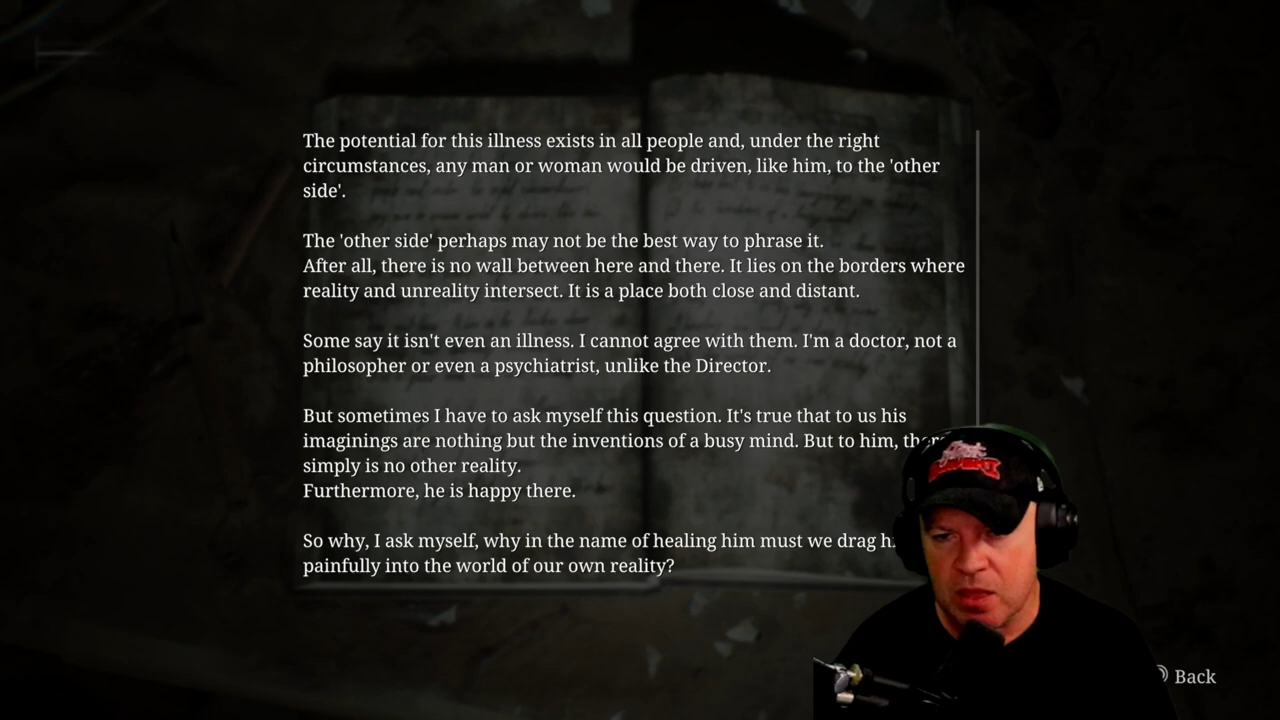 The potential for this illness exists in all people and, under the right
circumstances, any man or woman would be driven, like him, to the 'other
side'.
The 'other side' perhaps may not be the best way to phrase it.
After all, there is no wall between here and there. It lies on the borders where
reality and unreality intersect. It is a place both close and distant.
Some say it isn't even an illness. I cannot agree with them. I'm a doctor, not a
philosopher or even a psychiatrist, unlike the Director.
But sometimes I have to ask myself this question. It's true that to us his
imaginings are nothing but the inventions of a busy mind. But to him,
simply is no other reality.
Furthermore, he is happy there.
So why, I ask myself, why in the name of healing him must we drag
painfully into the world of our own reality?
Back